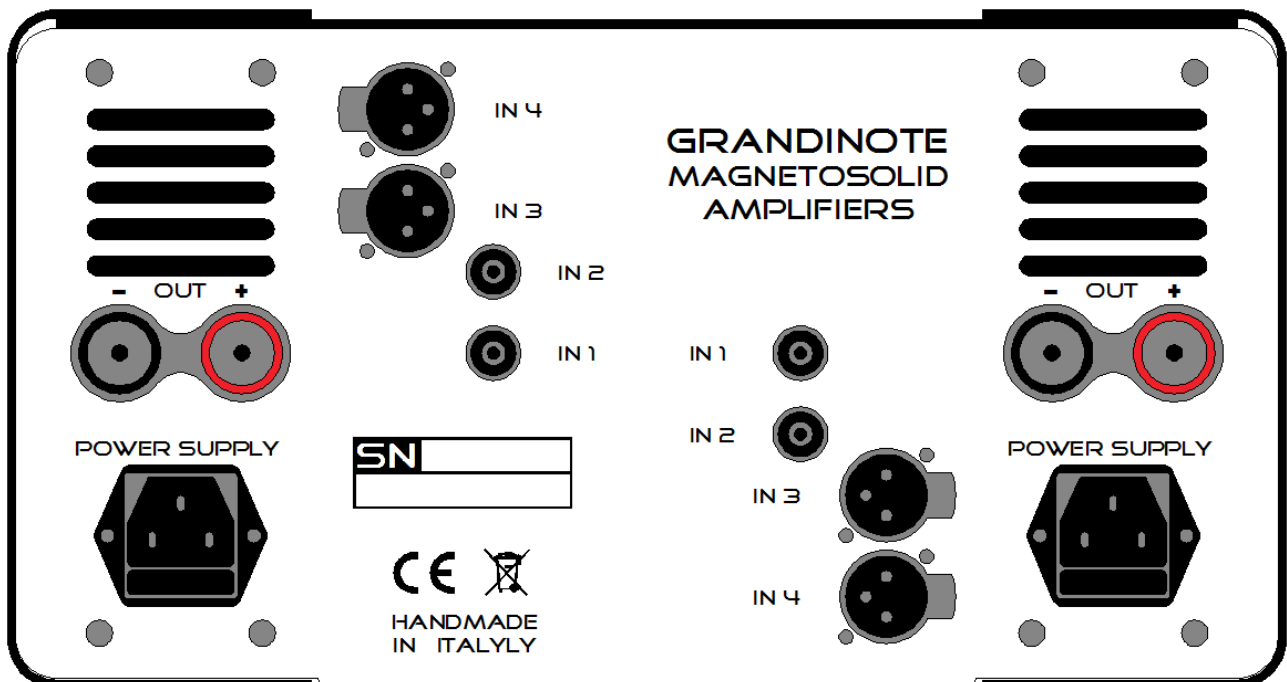 IN 4
IN 3
IN 2
IN 1
- OUT +
POWER SUPPLY
SN
CE
HANDMADE
IN ITALYLY
GRANDINOTE
MAGNETOSOLID
AMPLIFIERS
IN 1
IN 2
IN 3
IN 4
- OUT +
POWER SUPPLY